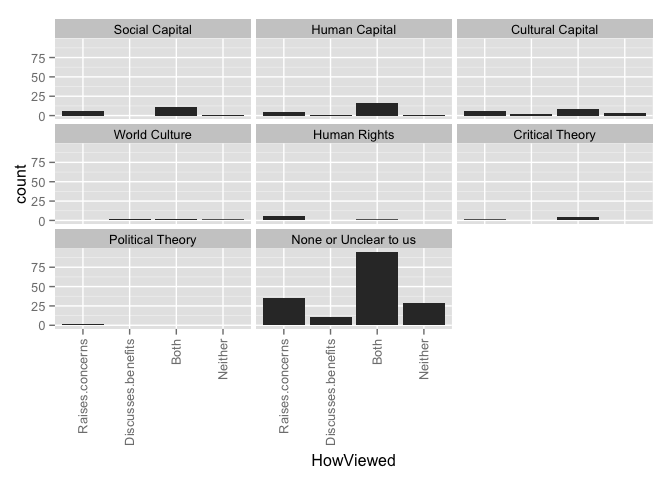 Social Capital
Human Capital
Cultural Capital
75
50
25
0
World Culture
Human Rights
Critical Theory
75
50
25
0
count
Political Theory
None or Unclear to us
75
50
25
0
Raises.concerns
Discusses.benefits
Both
Neither
Raises.concerns
Discusses.benefits
Both
Neither
HowViewed